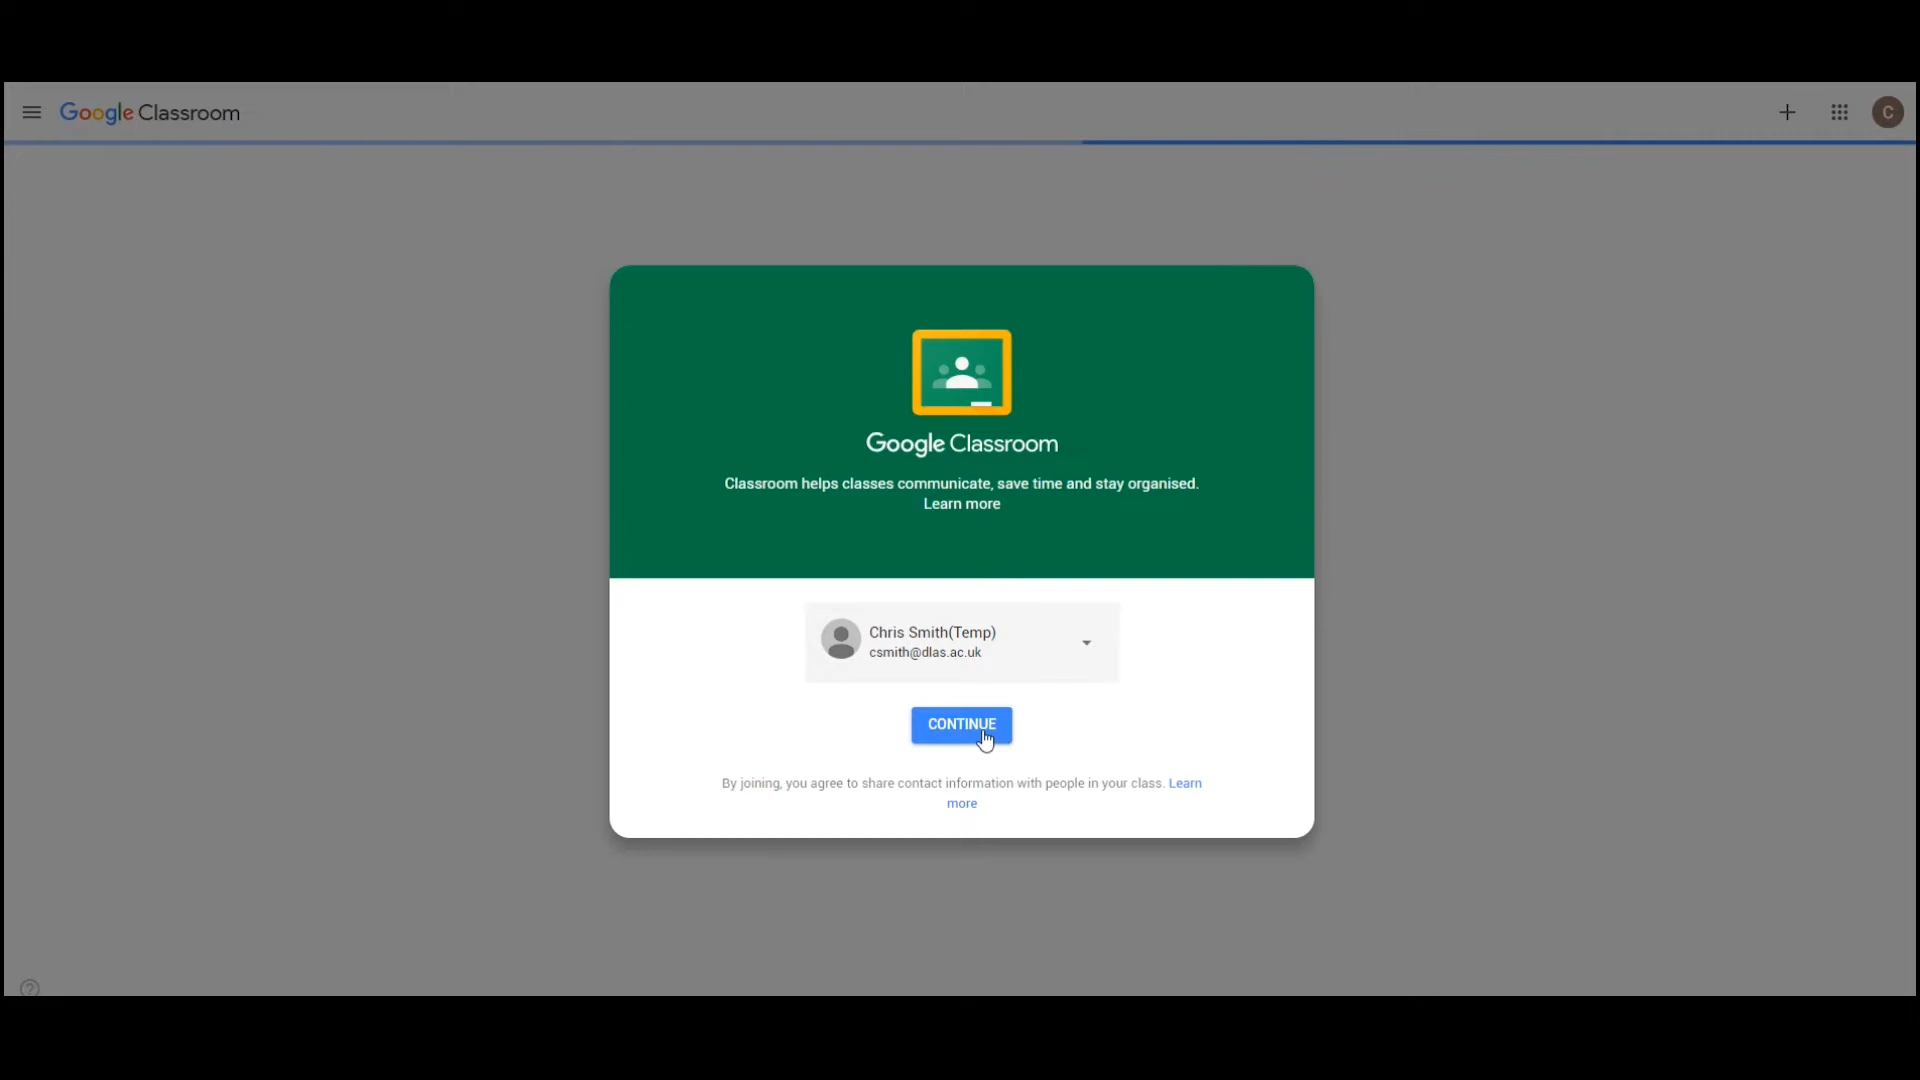 Google Classroom
C
Google Classroom
Classroom helps classes communicate, save time and stay organised.
Learn more
Chris Smith(Temp)
csmith@dlas.ac.uk
CONTINUE
By joining, you agree to share contact information with people in your class. Learn
more
?